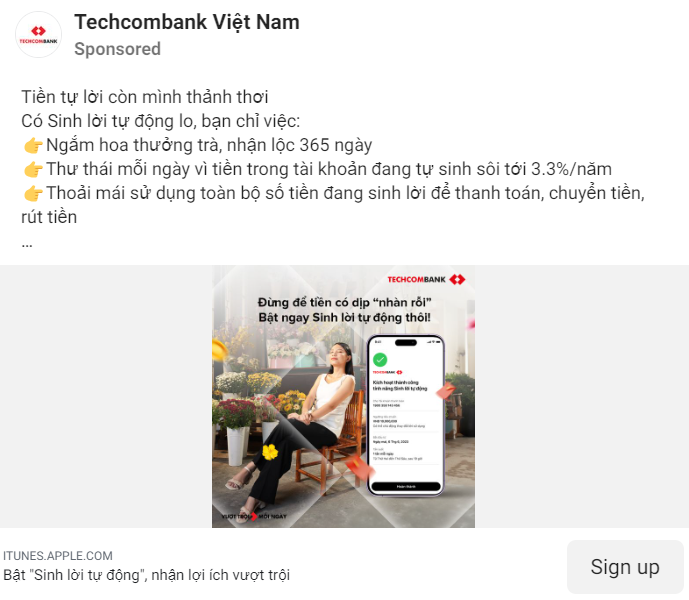 Techcombank Việt Nam
Sponsored
TECHCOMBANK
Tiền tự lời còn mình thảnh thơi
Có Sinh lời tự động lo, bạn chỉ việc:
👉Ngắm hoa thưởng trà, nhận lộc 365 ngày
👉Thư thái mỗi ngày vì tiền trong tài khoản đang tự sinh sôi tới 3.3%/năm
👉Thoải mái sử dụng toàn bộ số tiền đang sinh lời để thanh toán, chuyển tiền,
rút tiền
...
TECHCOMBANK
Đừng để tiền có dịp “nhàn rỗi”
Bật ngay Sinh lời tự động thôi!
TECHCOMBANK
Kích hoạt thành công
tính năng Sinh lời tự động
Hoàn thành
VƯỢT TRỘI MỖI NGÀY
ITUNES.APPLE.COM
Bật "Sinh lời tự động", nhận lợi ích vượt trội
Sign up